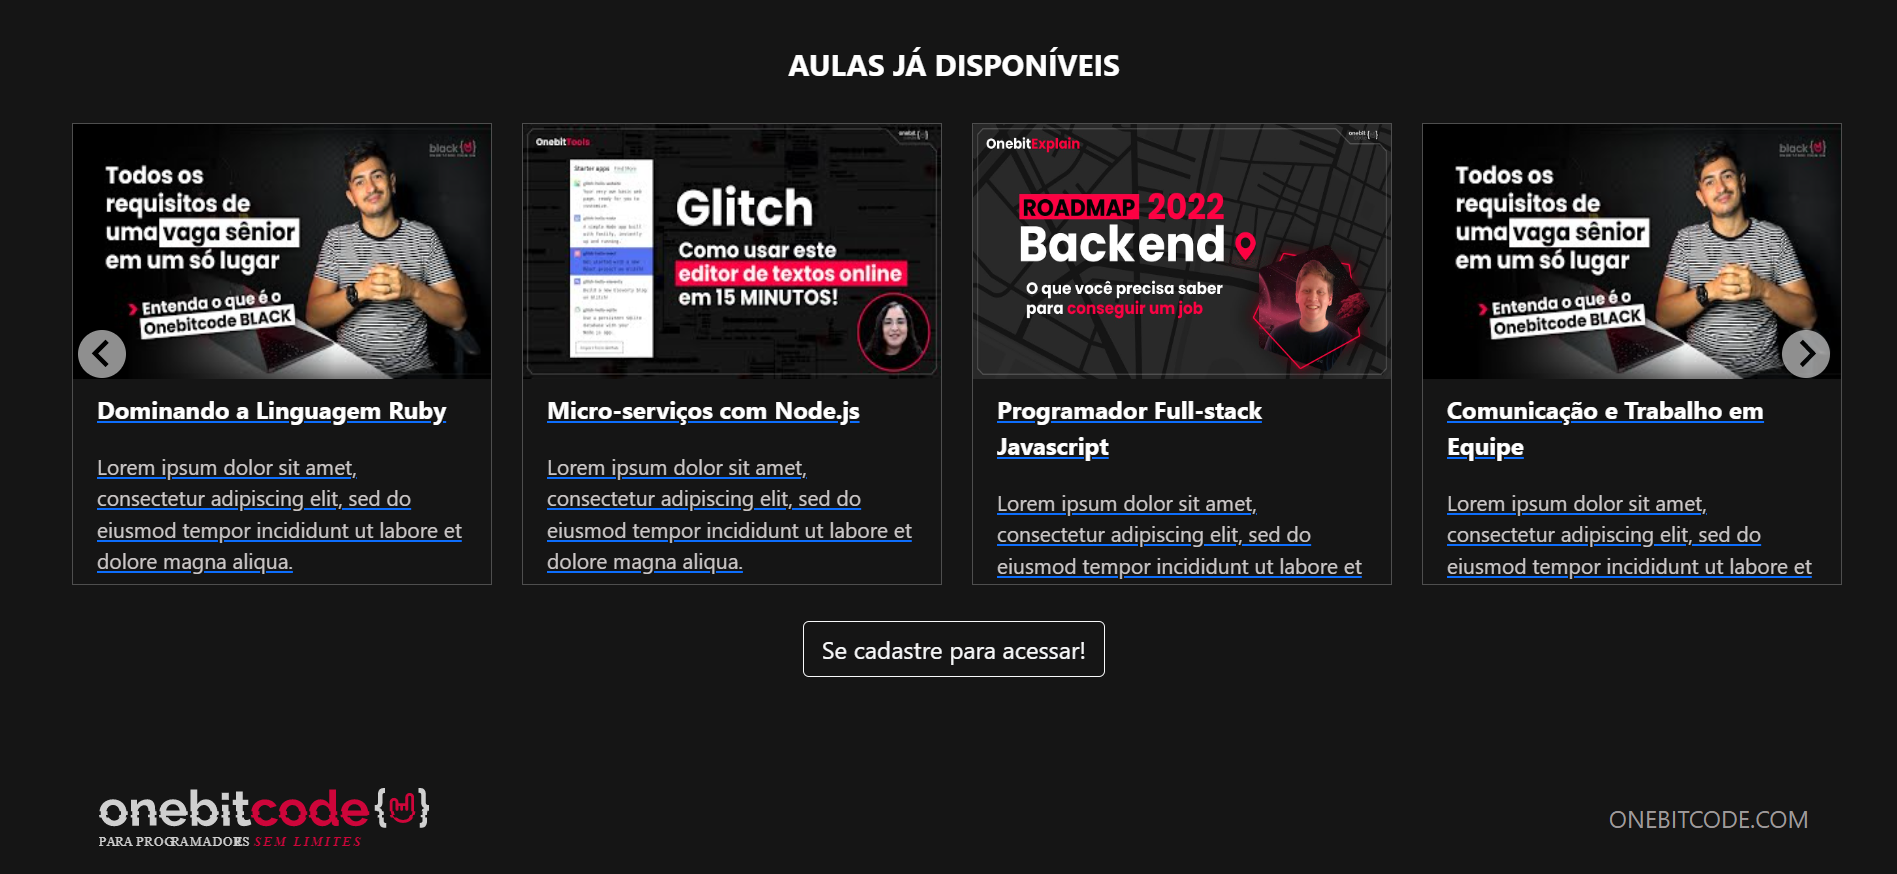 AULAS JÁ DISPONÍVEIS
black{ }
Todos os
requisitos de
uma vaga sênior
em um só lugar
Entenda o que é o
Onebitcode BLACK
Dominando a Linguagem Ruby
Lorem ipsum dolor sit amet,
consectetur adipiscing elit, sed do
eiusmod tempor incididunt ut labore et
dolore magna aliqua.
OnebitTools
onebit { }
Starter apps
Glitch
Como usar este
editor de textos online
em 15 MINUTOS!
Micro-serviços com Node.js
Lorem ipsum dolor sit amet,
consectetur adipiscing elit, sed do
eiusmod tempor incididunt ut labore et
dolore magna aliqua.
OnebitExplain
onebit { }
ROADMAP 2022
Backend
O que você precisa saber
para conseguir um job
Programador Full-stack
Javascript
Lorem ipsum dolor sit amet,
consectetur adipiscing elit, sed do
eiusmod tempor incididunt ut labore et
black{ }
Todos os
requisitos de
uma vaga sênior
em um só lugar
Entenda o que é o
Onebitcode BLACK
Comunicação e Trabalho em
Equipe
Lorem ipsum dolor sit amet,
consectetur adipiscing elit, sed do
eiusmod tempor incididunt ut labore et
Se cadastre para acessar!
onebitcode{ }
PARA PROGRAMADORES SEM LIMITES
ONEBITCODE.COM